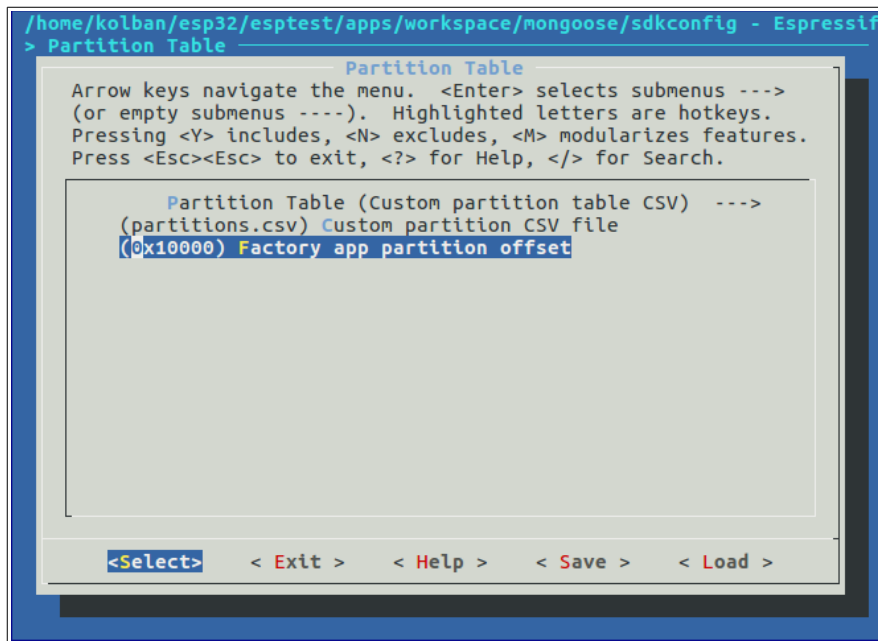 /home/kolban/esp32/esptest/apps/workspace/mongoose/sdkconfig - Espressif
> Partition Table
Partition Table
Arrow keys navigate the menu. <Enter> selects submenus --->
(or empty submenus ----). Highlighted letters are hotkeys.
Pressing <Y> includes, <N> excludes, <M> modularizes features.
Press <Esc><Esc> to exit, <?> for Help, </> for Search.
Partition Table (Custom partition table CSV) --->
(partitions.csv) Custom partition CSV file
(0x10000) Factory app partition offset
<Select> < Exit > < Help > < Save > < Load >